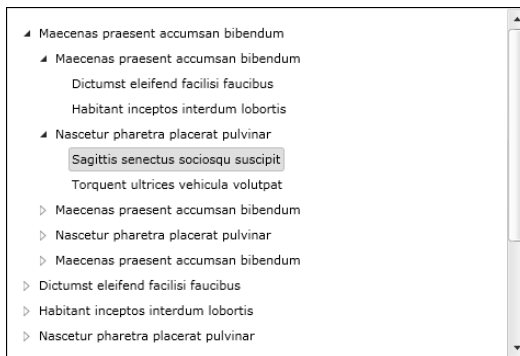 Maecenas praesent accumsan bibendum
Maecenas praesent accumsan bibendum
Dictumst eleifend facilisi faucibus
Habitant inceptos interdum lobortis
Nascetur pharetra placerat pulvinar
Sagittis senectus sociosqu suscipit
Torquent ultrices vehicula volutpat
Maecenas praesent accumsan bibendum
Nascetur pharetra placerat pulvinar
Maecenas praesent accumsan bibendum
Dictumst eleifend facilisi faucibus
Habitant inceptos interdum lobortis
Nascetur pharetra placerat pulvinar